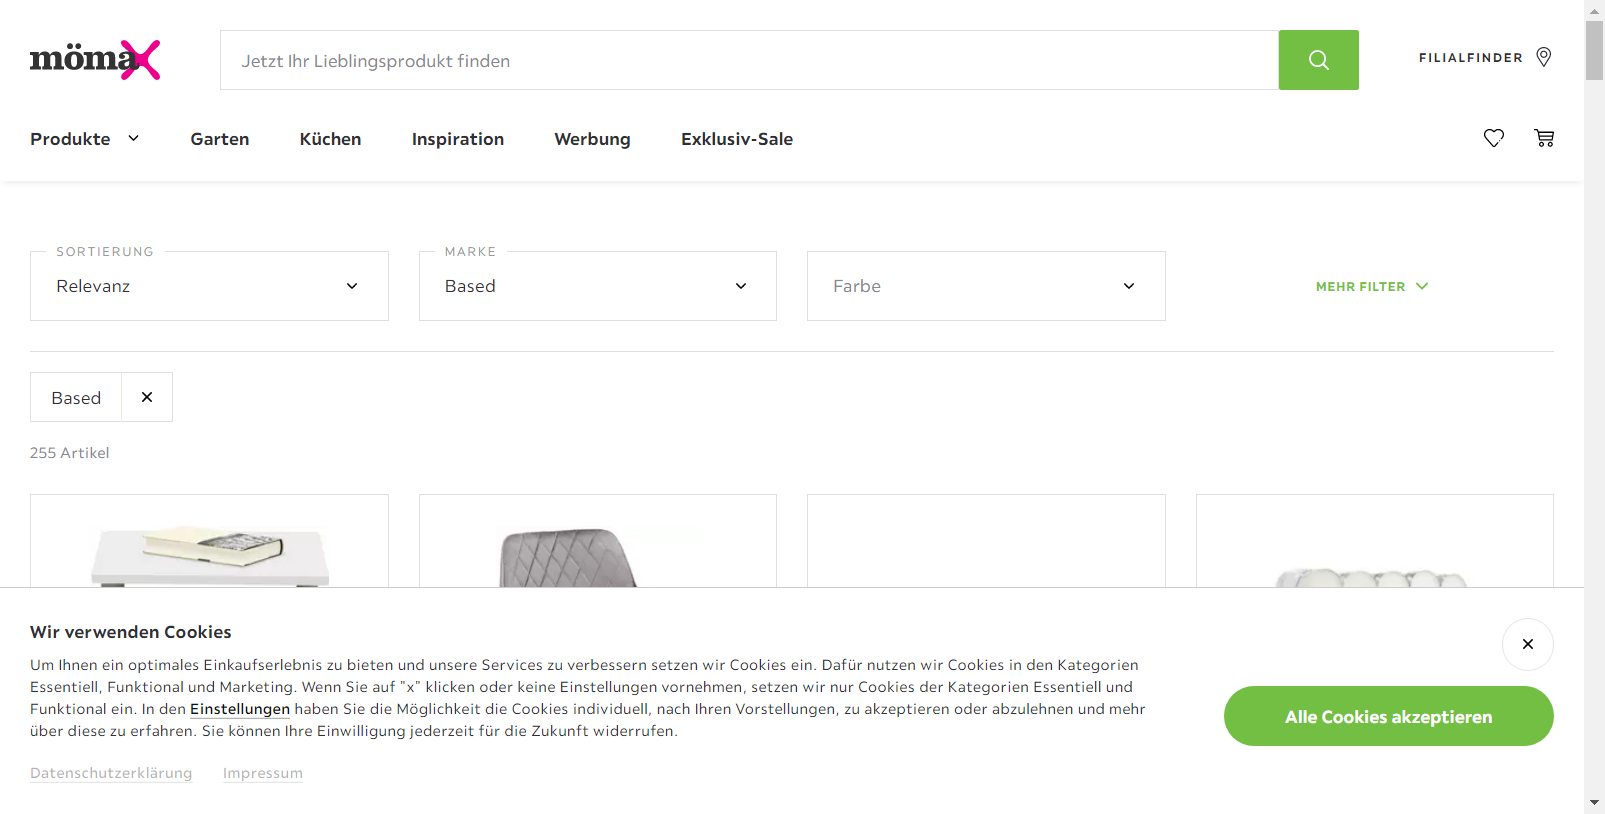 mömax
Jetzt Ihr Lieblingsprodukt finden
FILIALFINDER
Produkte
Garten
Küchen
Inspiration
Werbung
Exklusiv-Sale
SORTIERUNG
Relevanz
MARKE
Based
Farbe
MEHR FILTER
Based
255 Artikel
Wir verwenden Cookies
Um Ihnen ein optimales Einkaufserlebnis zu bieten und unsere Services zu verbessern setzen wir Cookies ein. Dafür nutzen wir Cookies in den Kategorien
Essentiell, Funktional und Marketing. Wenn Sie auf "x" klicken oder keine Einstellungen vornehmen, setzen wir nur Cookies der Kategorien Essentiell und
Funktional ein. In den Einstellungen haben Sie die Möglichkeit die Cookies individuell, nach Ihren Vorstellungen, zu akzeptieren oder abzulehnen und mehr
über diese zu erfahren. Sie können Ihre Einwilligung jederzeit für die Zukunft widerrufen.
Alle Cookies akzeptieren
Datenschutzerklärung
Impressum